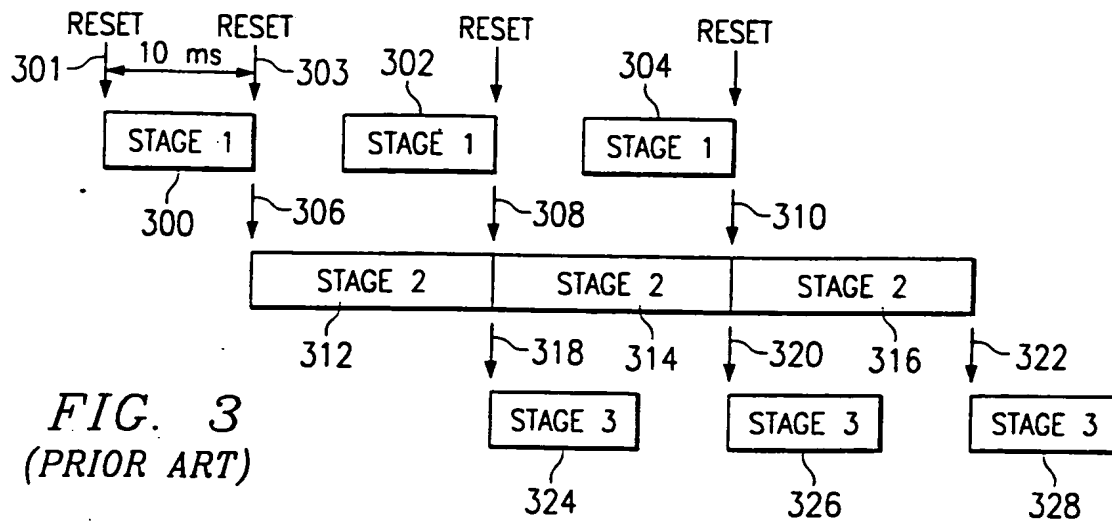 RESET RESET RESET RESET
301 10 ms 303 302 304
STAGE 1 STAGE 1 STAGE 1
300 306 308 310
STAGE 2 STAGE 2 STAGE 2
312 318 314 320 316 322
STAGE 3 STAGE 3 STAGE 3
324 326 328
FIG. 3
(PRIOR ART)